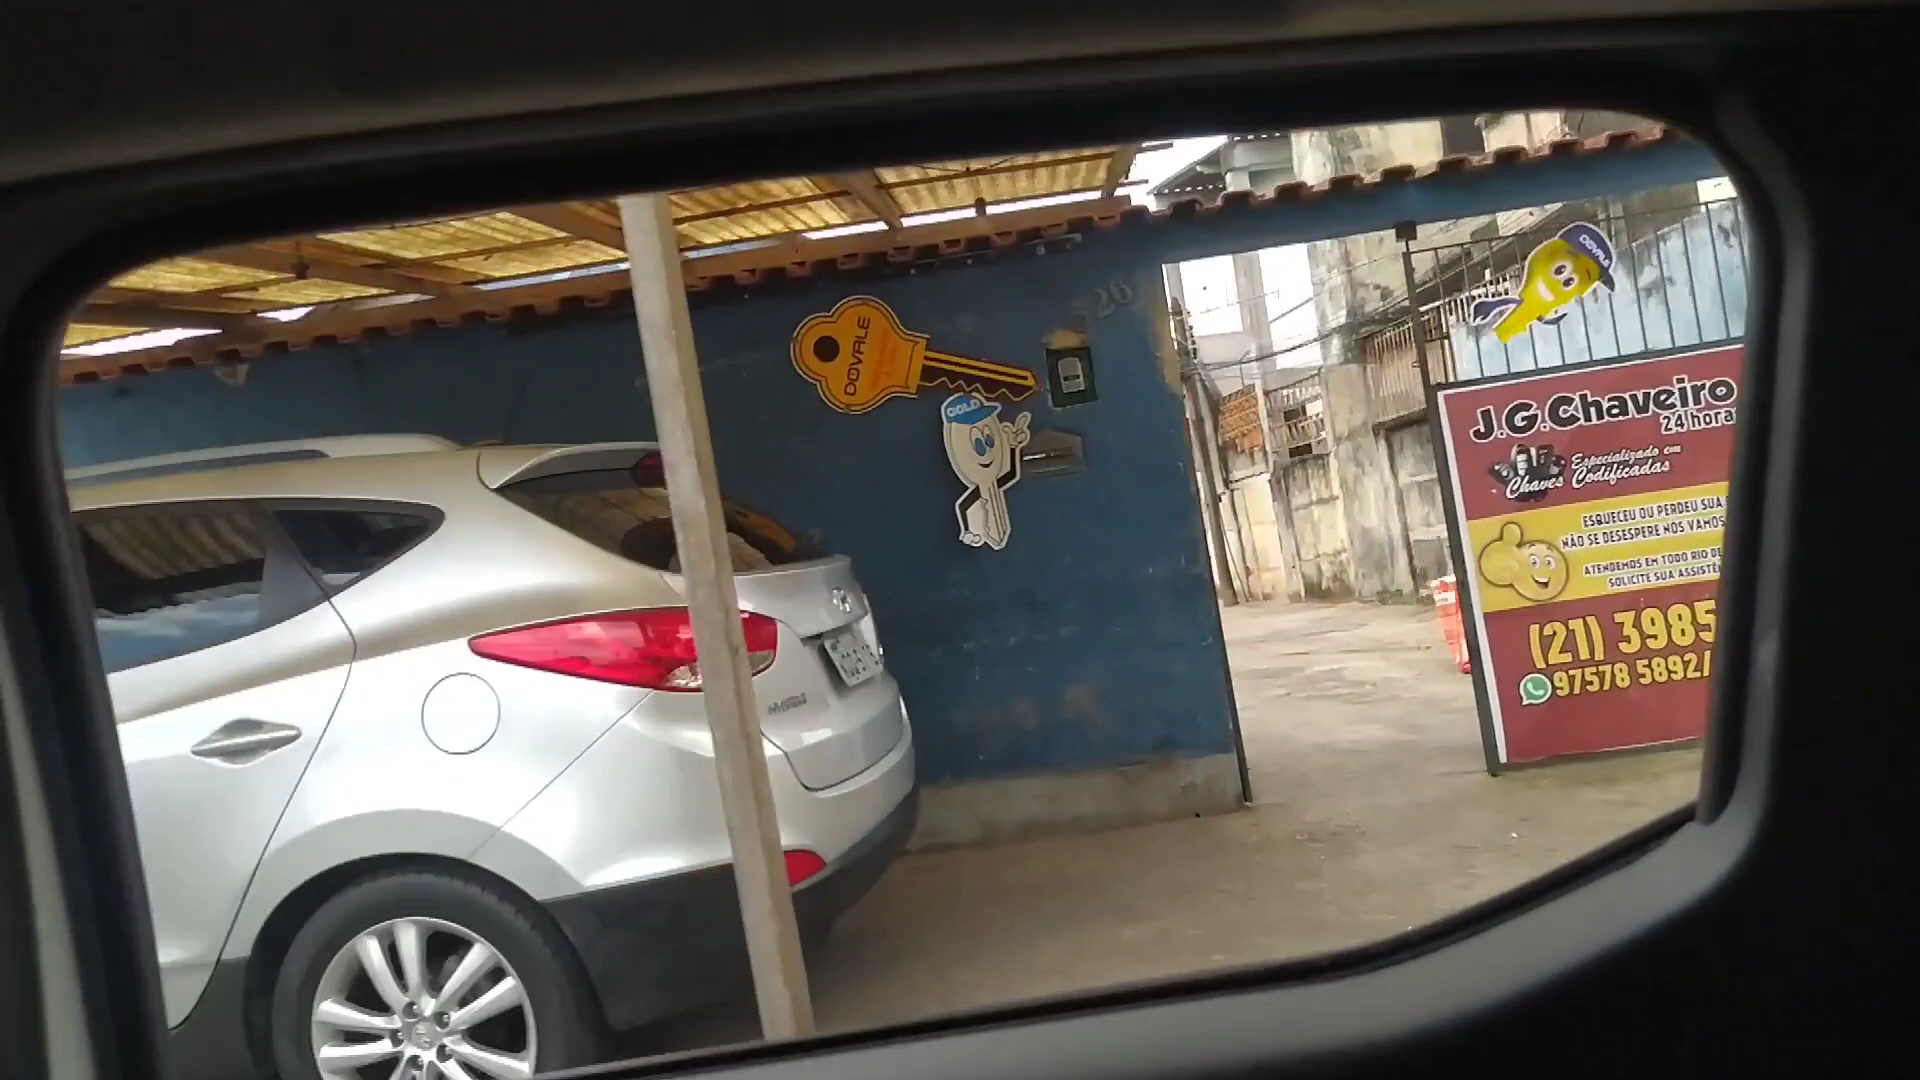 DOVALE
GOLD
26
DOVALE
J.G.Chaveiro
24 hora
Especializado em
Chaves Codificadas
ESQUECEU OU PERDEU SUA
NÃO SE DESESPERE NÓS VAMOS
ATENDEMOS EM TODO RIO DE
SOLICITE SUA ASSISTÊ
(21) 3985
97578 5892/
HYUNDAI